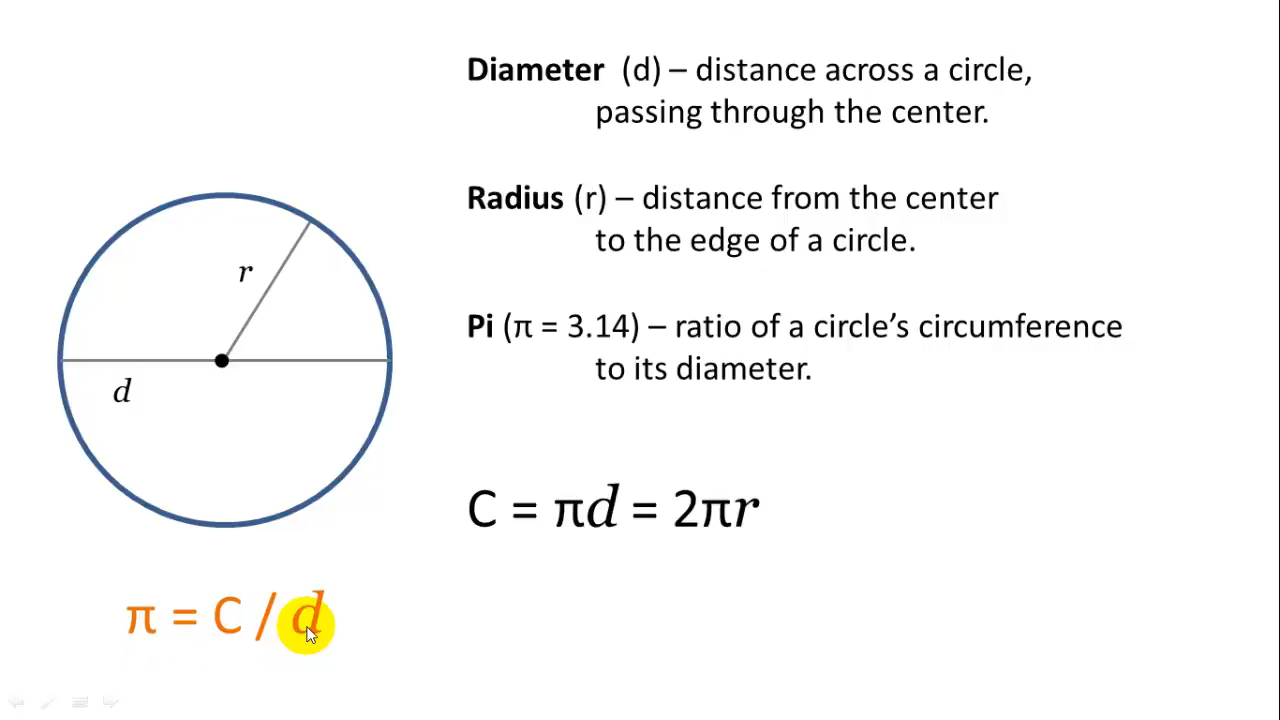 Diameter (d) – distance across a circle,
passing through the center.
Radius (r) – distance from the center
to the edge of a circle.
Pi (π = 3.14) – ratio of a circle’s circumference
to its diameter.
r
d
C = πd = 2πr
π = C / d